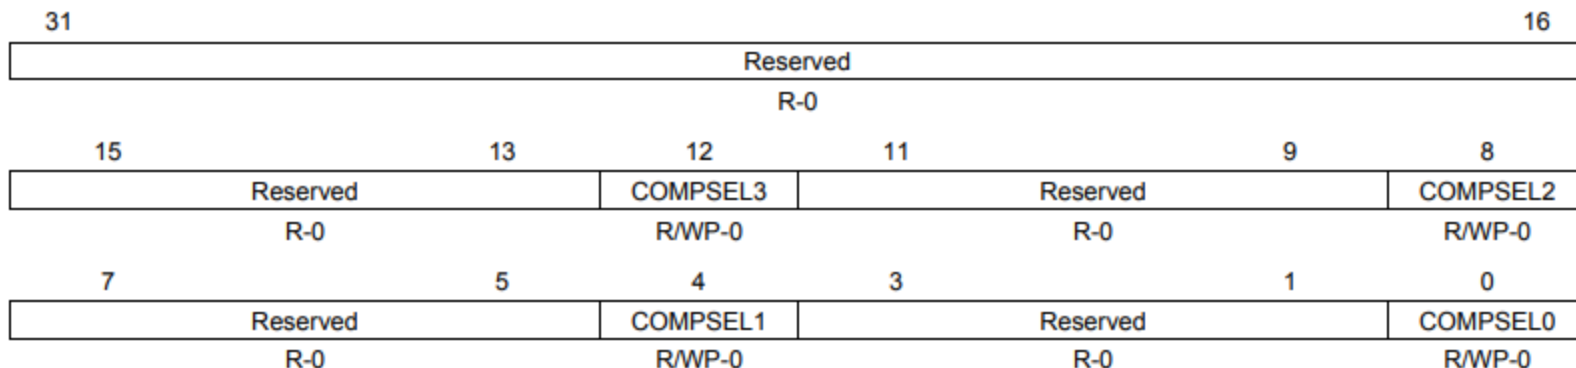 31 16
Reserved
R-0
15 13 12 11 9 8
Reserved COMPSEL3 Reserved COMPSEL2
R-0 R/WP-0 R-0 R/WP-0
7 5 4 3 1 0
Reserved COMPSEL1 Reserved COMPSEL0
R-0 R/WP-0 R-0 R/WP-0